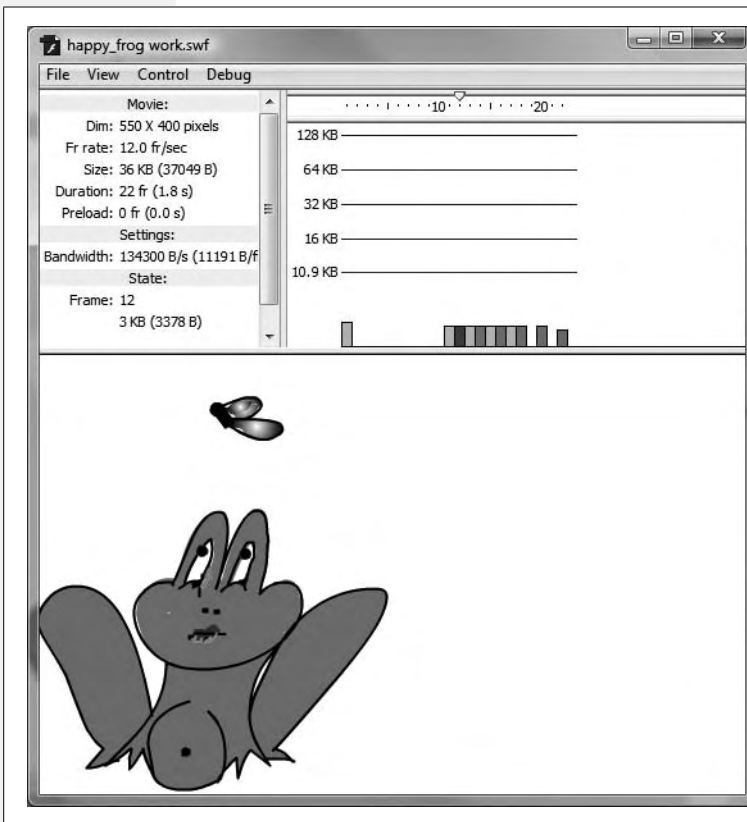 happy_frog work.swf
File View Control Debug
Movie:
Dim: 550 X 400 pixels
Fr rate: 12.0 fr/sec
Size: 36 KB (37049 B)
Duration: 22 fr (1.8 s)
Preload: 0 fr (0.0 s)
Settings:
Bandwidth: 134300 B/s (11191 B/f
State:
Frame: 12
3 KB (3378 B)
10 20
128 KB
64 KB
32 KB
16 KB
10.9 KB